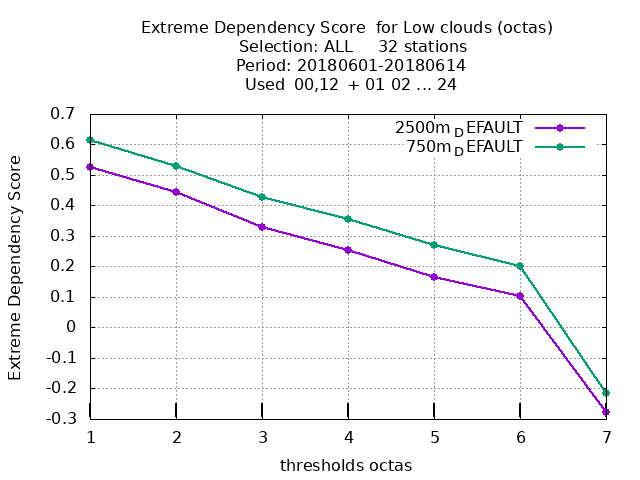 Extreme Dependency Score  for Low clouds (octas)
Selection: ALL     32 stations
Period: 20180601-20180614
Used  00,12  + 01 02 ... 24
0.7
0.6
0.5
0.4
0.3
0.2
0.1
0
-0.1
-0.2
-0.3
Extreme Dependency Score
2500m_DEFAULT
750m_DEFAULT
1 2 3 4 5 6 7
thresholds octas